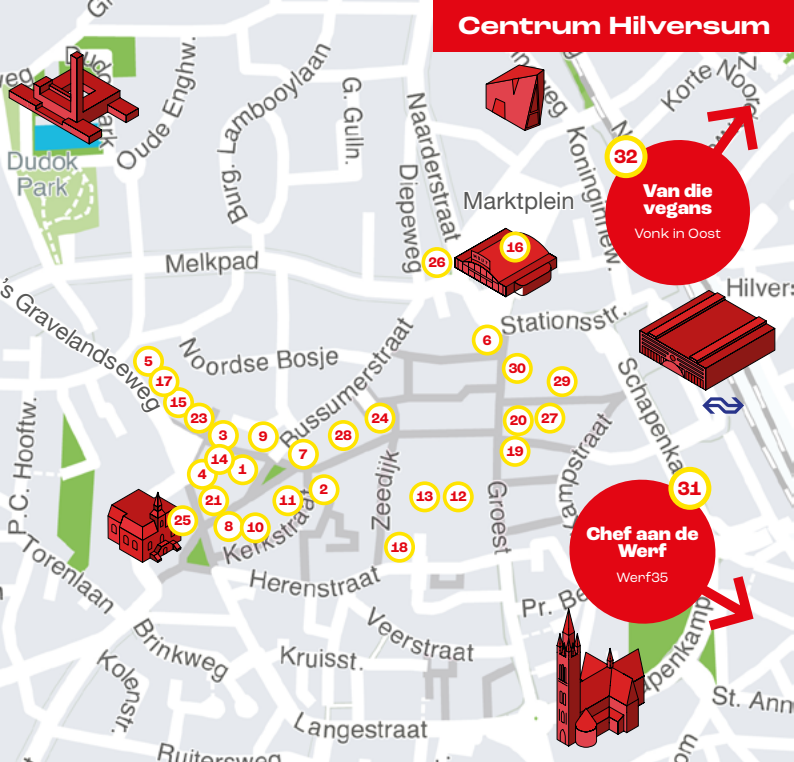 Centrum Hilversum
Korte Noor
Oude Enghw.
Burg. Lambooylaan
G. Gulln.
Naarderstraat
Diepeweg
Koninginnew.
32
Van die
vegans
Vonk in Oost
Dudok
Park
Marktplein
16
26
Melkpad
Hilvers
's Gravelandseweg
Stationsstr.
6
Noordse Bosje
Bussumerstraat
5
30
17
29
15
Schapenka
23
24
20
27
3
9
28
7
19
14
4
1
P.C. Hooftw.
Zeedijk
Groest
31
2
13
12
21
11
25
8
10
Kerkstraat
Chef aan de
Werf
Werf35
18
Torenlaan
Herenstraat
Pr. Be
Veerstraat
Brinkweg
Kruisst.
Kolenstr.
apenkamp
St. Ann
Langestraat
Ruitersweg